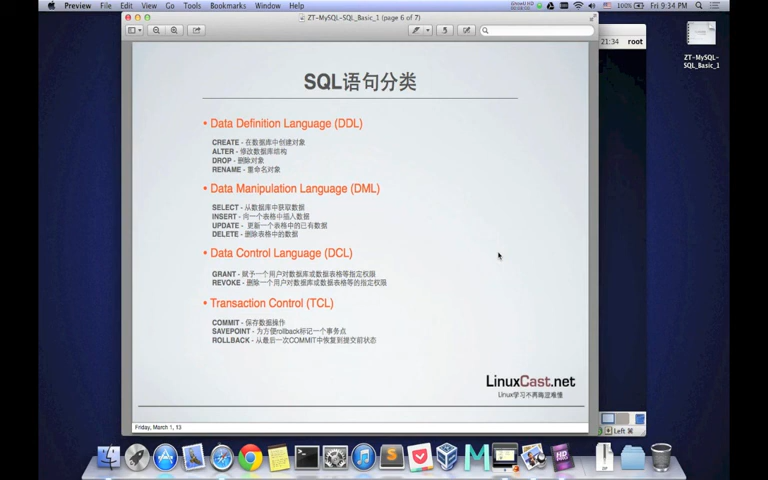 Preview File Edit View Go Tools Bookmarks Window Help
100% Fri 9:34 PM
ZT-MySQL-SQL_Basic_1 (page 6 of 7)
21:34 root
ZT-MySQL-
SQL_Basic_1
SQL语句分类
• Data Definition Language (DDL)
CREATE - 在数据库中创建对象
ALTER - 修改数据库结构
DROP - 删除对象
RENAME - 重命名对象
• Data Manipulation Language (DML)
SELECT - 从数据库中获取数据
INSERT - 向一个表格中插入数据
UPDATE - 更新一个表格中的已有数据
DELETE - 删除表格中的数据
• Data Control Language (DCL)
GRANT - 赋予一个用户对数据库或数据表格等指定权限
REVOKE - 删除一个用户对数据库或数据表格等的指定权限
• Transaction Control (TCL)
COMMIT - 保存数据操作
SAVEPOINT - 为方便rollback标记一个事务点
ROLLBACK - 从最后一次COMMIT中恢复到提交前状态
LinuxCast.net
Linux学习不再晦涩难懂
Friday, March 1, 13
Left ⌘